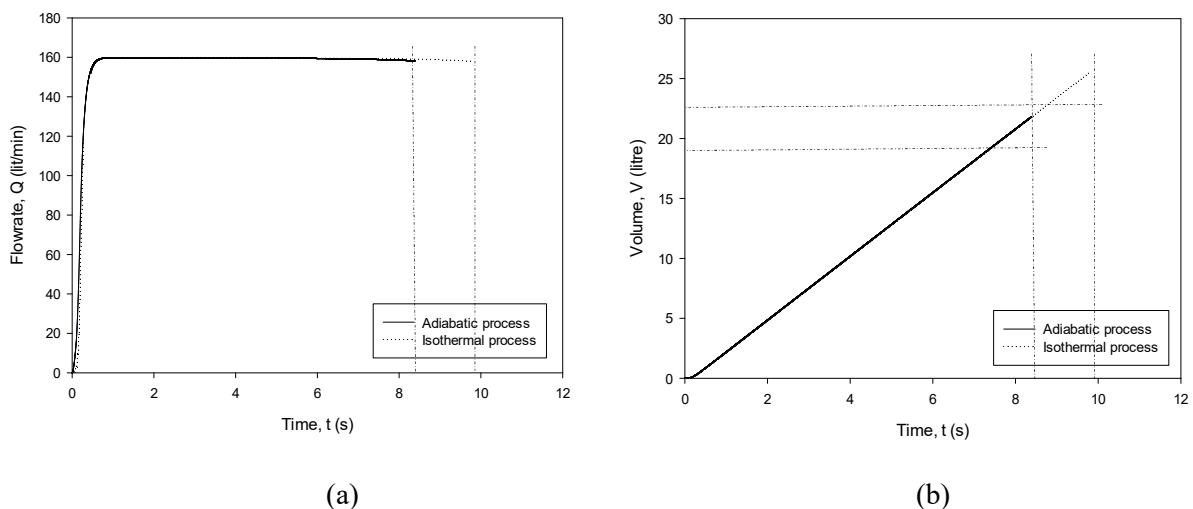 180
160
140
120
100
80
60
40
20
0
Flowrate, Q (lit/min)
0 2 4 6 8 10 12
Time, t (s)
Adiabatic process
Isothermal process
(a)
30
25
20
15
10
5
0
Volume, V (litre)
0 2 4 6 8 10 12
Time, t (s)
Adiabatic process
Isothermal process
(b)